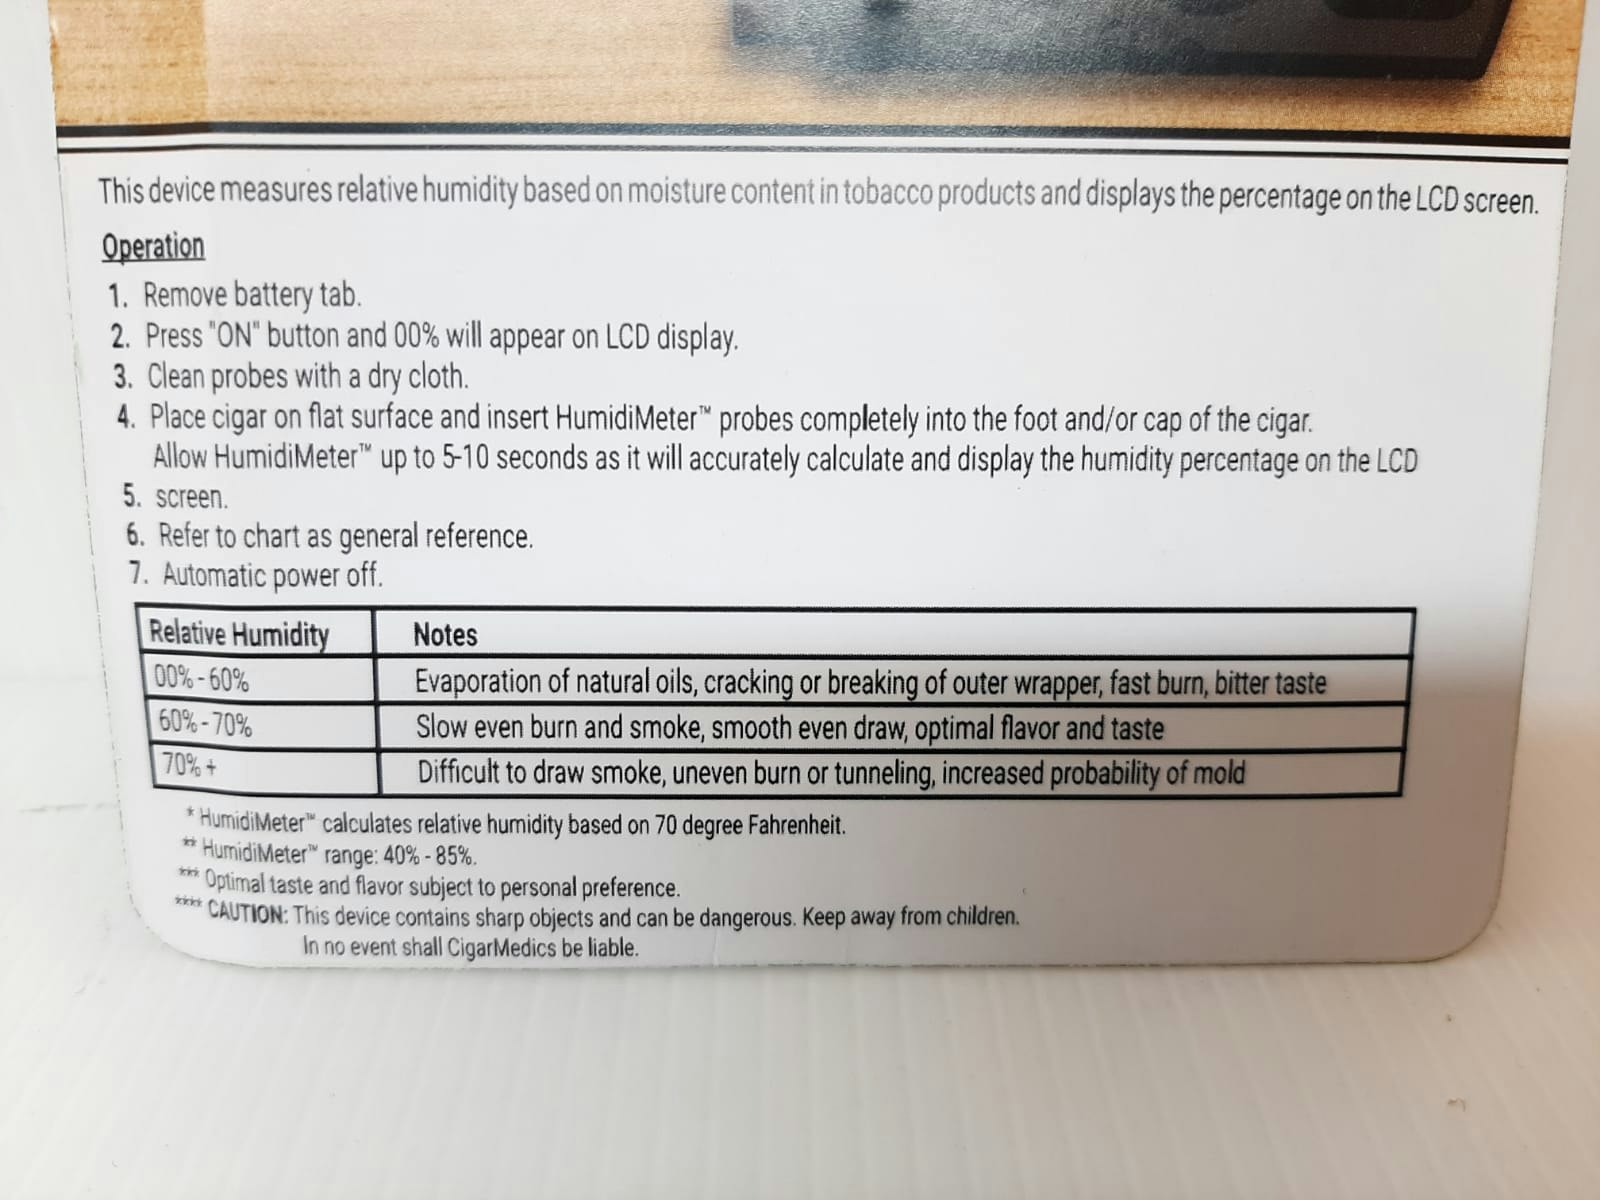 This device measures relative humidity based on moisture content in tobacco products and displays the percentage on the LCD screen.
Operation
1. Remove battery tab.
2. Press "ON" button and 00% will appear on LCD display.
3. Clean probes with a dry cloth.
4. Place cigar on flat surface and insert HumidiMeter™ probes completely into the foot and/or cap of the cigar.
Allow HumidiMeter™ up to 5-10 seconds as it will accurately calculate and display the humidity percentage on the LCD
5. screen.
6. Refer to chart as general reference.
7. Automatic power off.
Relative Humidity Notes
00% - 60% Evaporation of natural oils, cracking or breaking of outer wrapper, fast burn, bitter taste
60% - 70% Slow even burn and smoke, smooth even draw, optimal flavor and taste
70% + Difficult to draw smoke, uneven burn or tunneling, increased probability of mold
* HumidiMeter™ calculates relative humidity based on 70 degree Fahrenheit.
** HumidiMeter™ range: 40% - 85%.
*** Optimal taste and flavor subject to personal preference.
**** CAUTION: This device contains sharp objects and can be dangerous. Keep away from children.
In no event shall CigarMedics be liable.